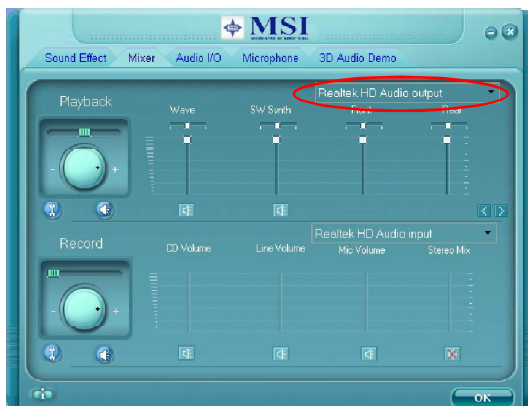 MSI
Sound Effect Mixer Audio I/O Microphone 3D Audio Demo
Realtek HD Audio output
Playback
Wave SW Synth Front Rear
- +
Realtek HD Audio input
Record
CD Volume Line Volume Mic Volume Stereo Mix
- +
OK